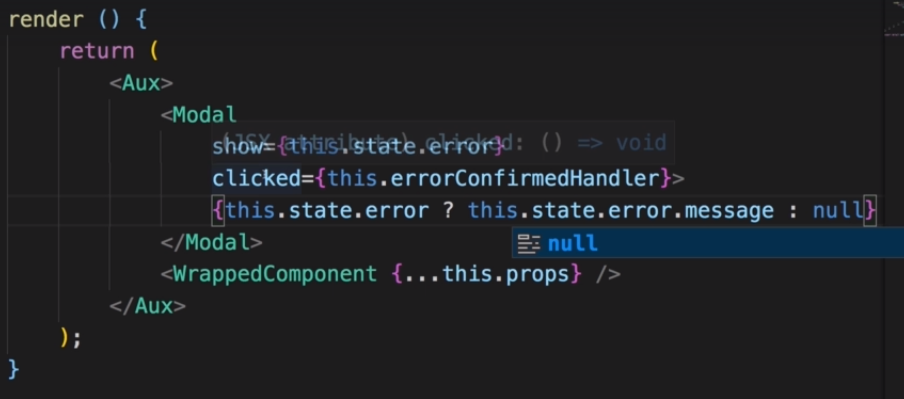 render () {
return (
<Aux>
<Modal
(JSX attribute) clicked: () => void
show={this.state.error}
clicked={this.errorConfirmedHandler}>
{this.state.error ? this.state.error.message : null}
null
</Modal>
<WrappedComponent {...this.props} />
</Aux>
);
}